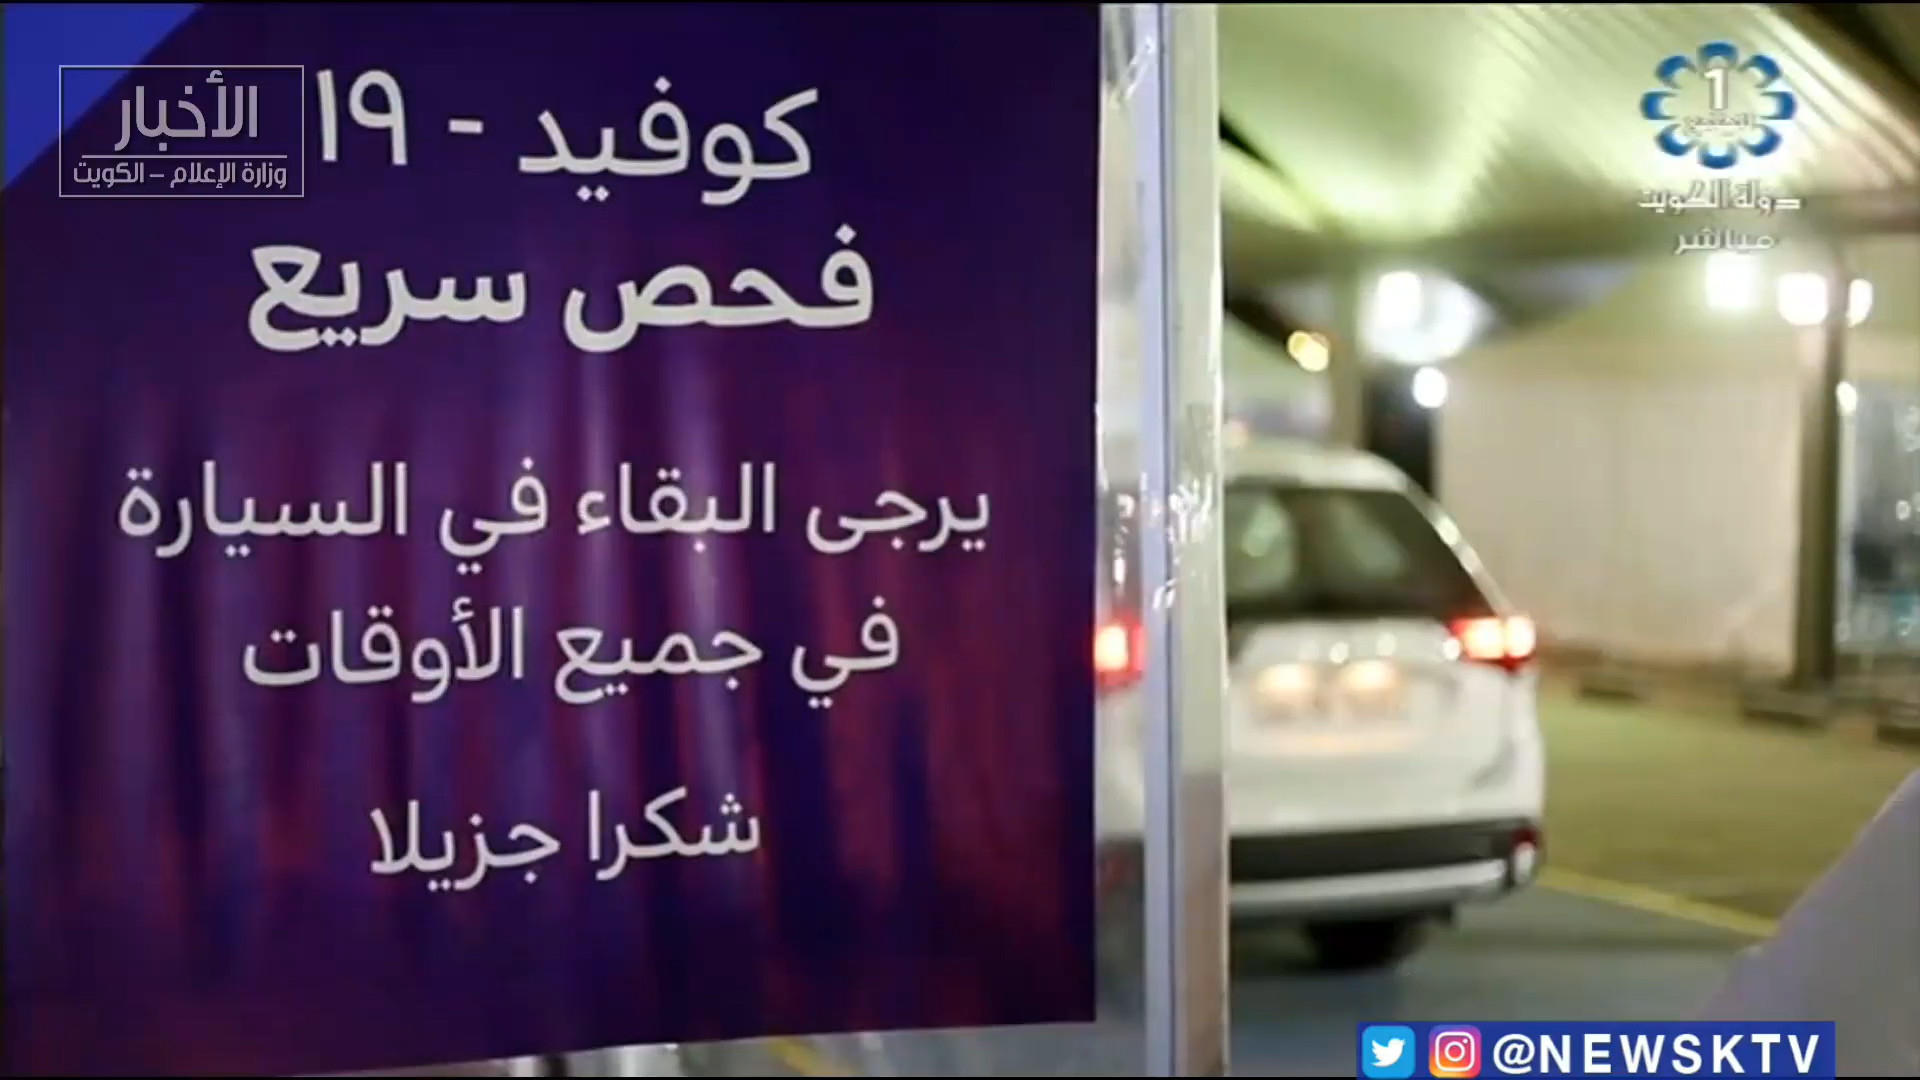 الأخبار
وزارة الإعلام – الكويت
كوفيد - ١٩
فحص سريع
يرجى البقاء في السيارة
في جميع الأوقات
شكرا جزيلا
1
دولة الكويت
مباشر
@NEWSKTV